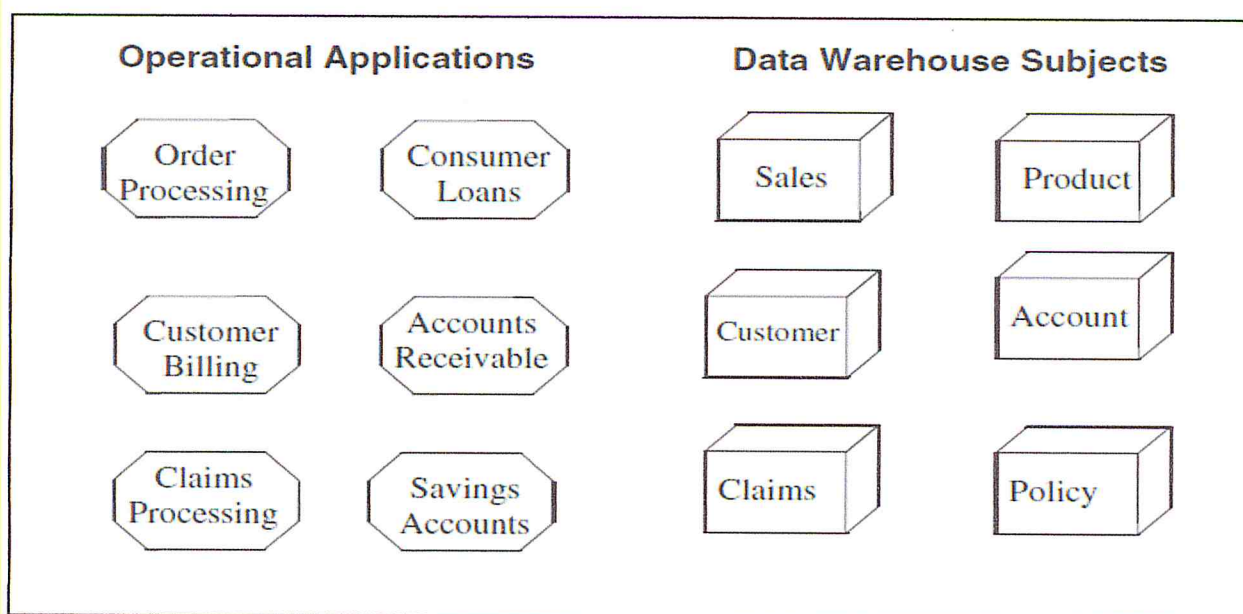 Operational Applications
Data Warehouse Subjects
Order
Processing
Consumer
Loans
Sales
Product
Customer
Billing
Accounts
Receivable
Customer
Account
Claims
Processing
Savings
Accounts
Claims
Policy